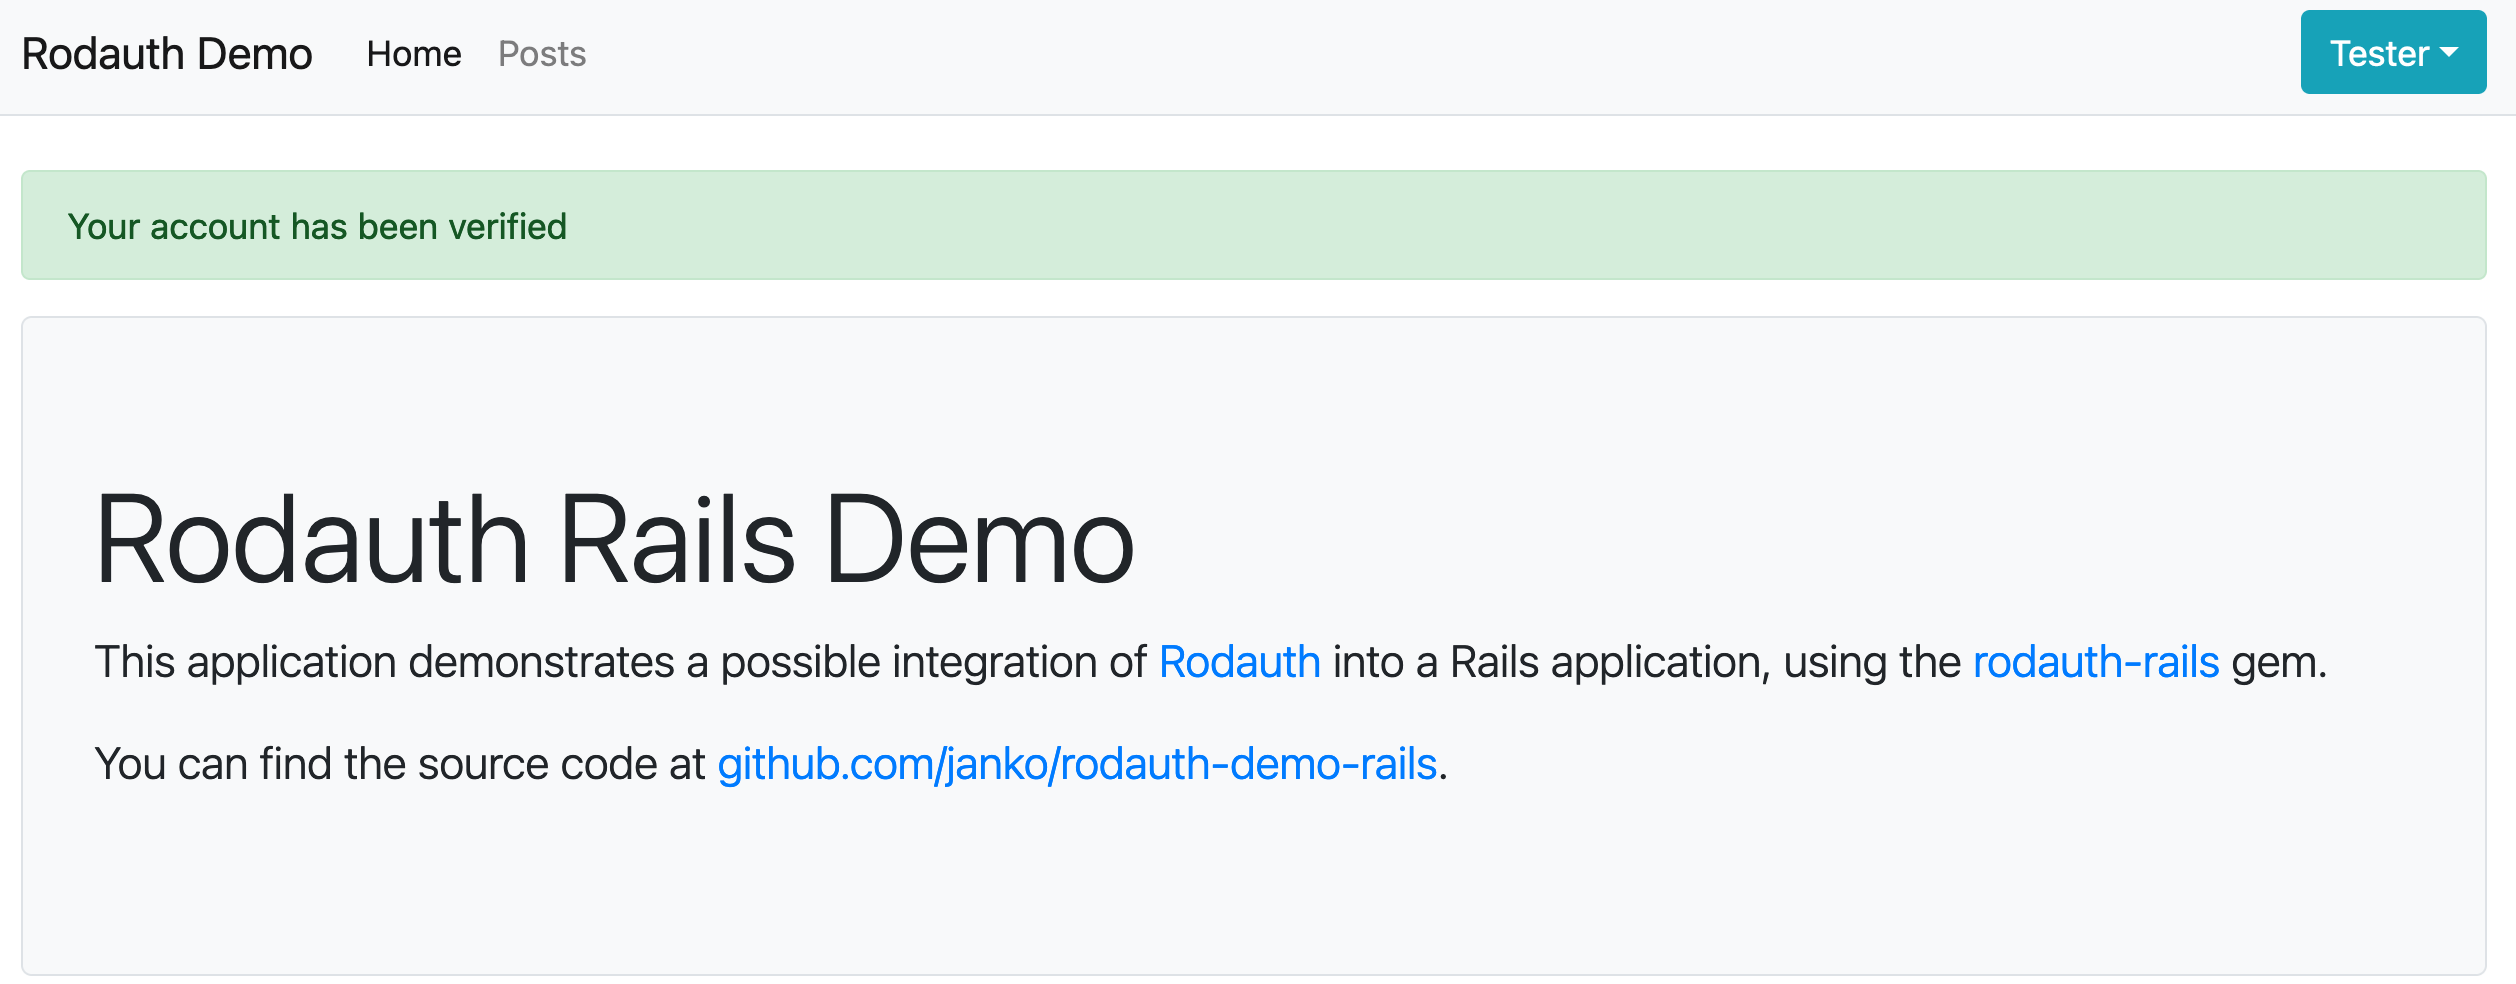 Rodauth Demo Home Posts Tester
Your account has been verified
Rodauth Rails Demo
This application demonstrates a possible integration of Rodauth into a Rails application, using the rodauth-rails gem.
You can find the source code at github.com/janko/rodauth-demo-rails.